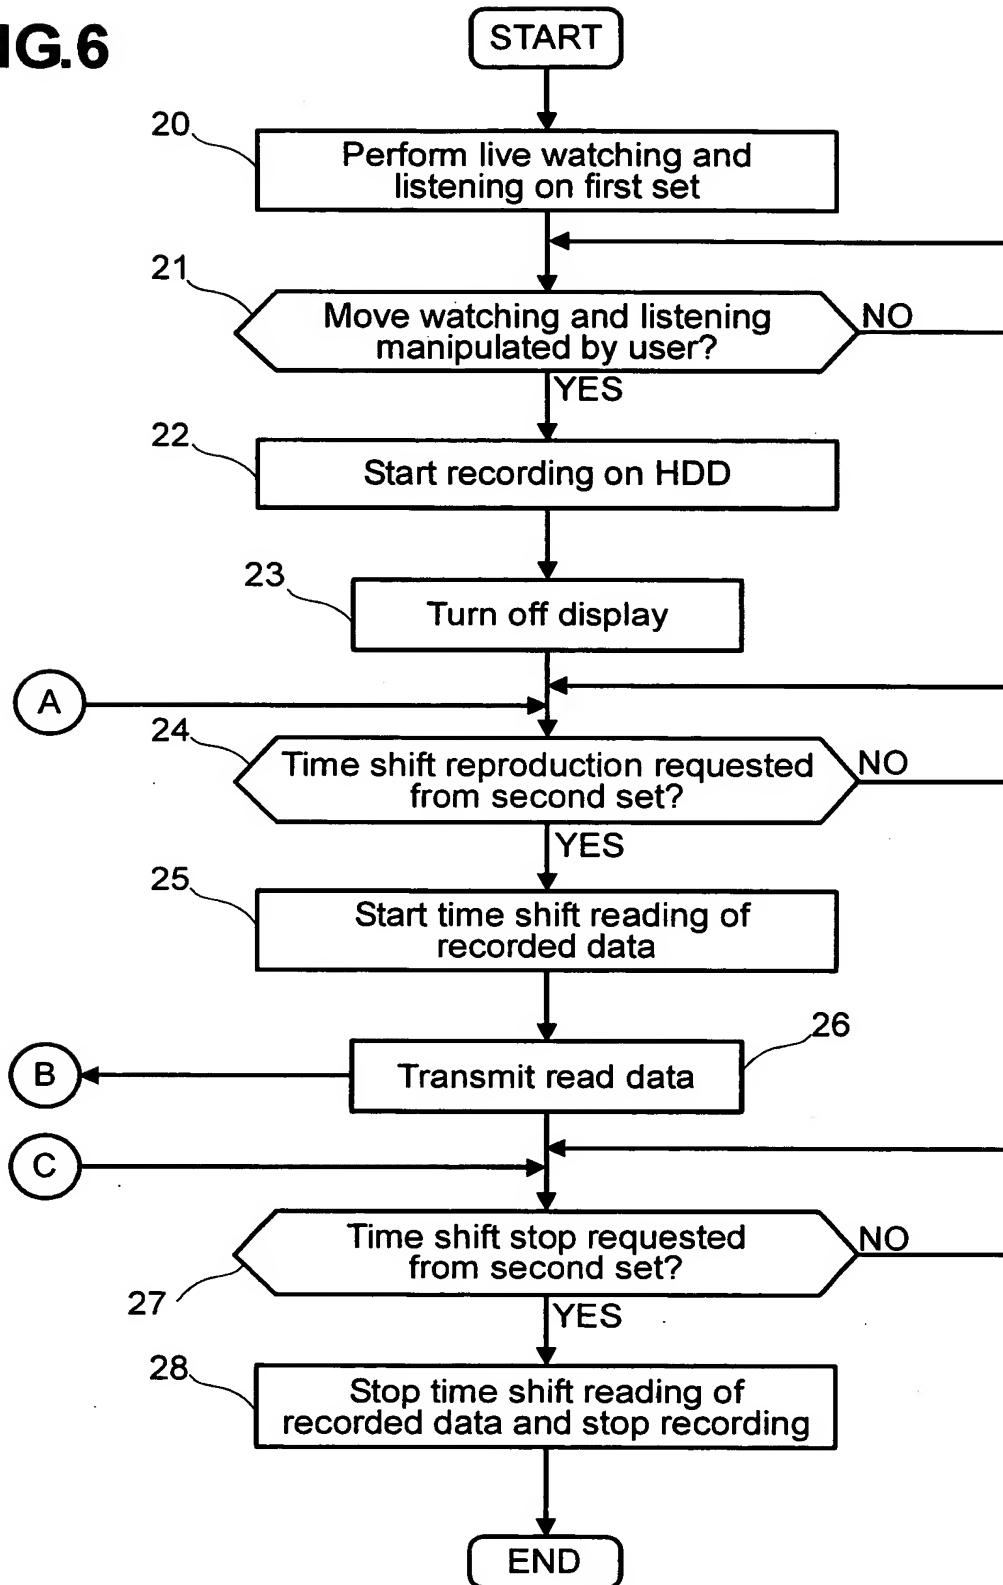 IG.6
START
20
Perform live watching and
listening on first set
21
Move watching and listening
manipulated by user?
NO
YES
22
Start recording on HDD
23
Turn off display
A
24
Time shift reproduction requested
from second set?
NO
YES
25
Start time shift reading of
recorded data
26
B
Transmit read data
C
Time shift stop requested
from second set?
NO
27
YES
28
Stop time shift reading of
recorded data and stop recording
END